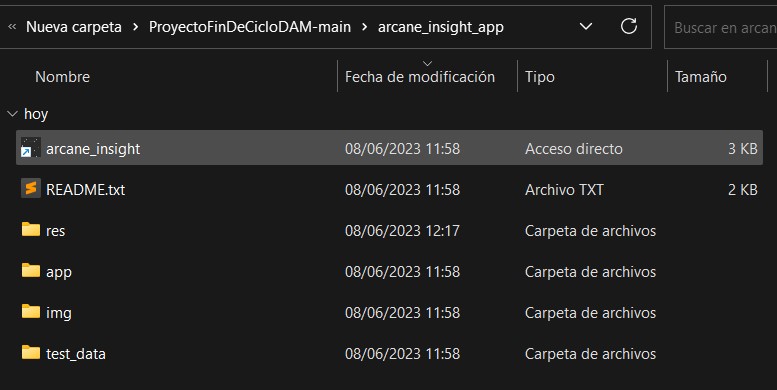 « Nueva carpeta > ProyectoFinDeCicloDAM-main > arcane_insight_app Buscar en arcan
Nombre Fecha de modificación Tipo Tamaño
hoy
arcane_insight 08/06/2023 11:58 Acceso directo 3 KB
README.txt 08/06/2023 11:58 Archivo TXT 2 KB
res 08/06/2023 12:17 Carpeta de archivos
app 08/06/2023 11:58 Carpeta de archivos
img 08/06/2023 11:58 Carpeta de archivos
test_data 08/06/2023 11:58 Carpeta de archivos